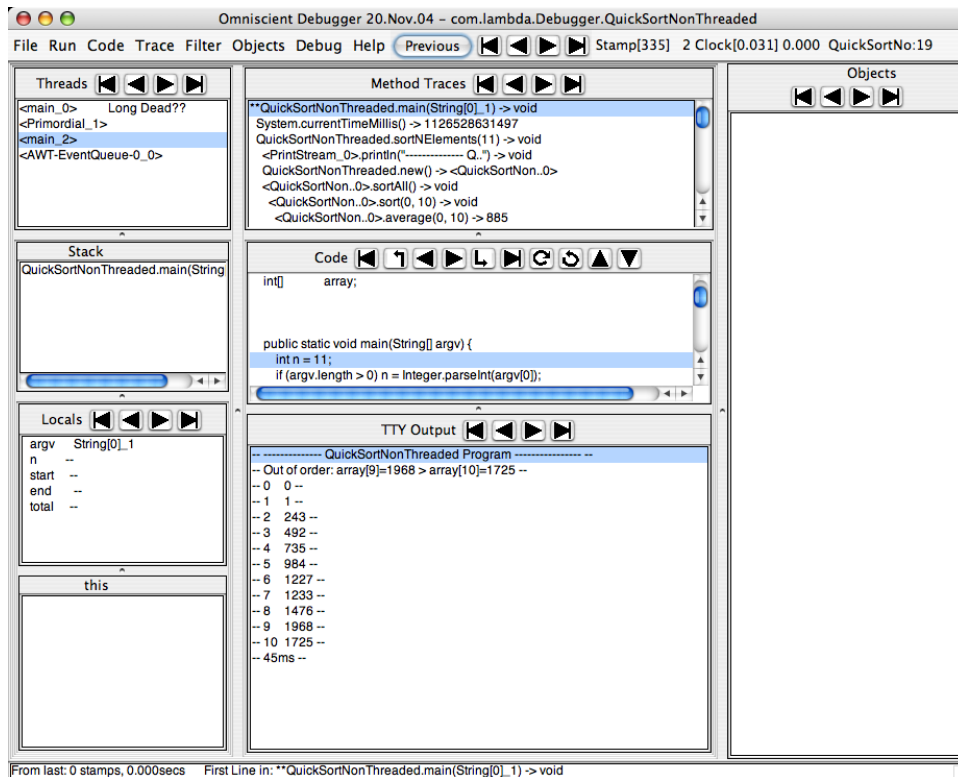 Omniscient Debugger 20.Nov.04 – com.lambda.Debugger.QuickSortNonThreaded
File Run Code Trace Filter Objects Debug Help Previous Stamp[335] 2 Clock[0.031] 0.000 QuickSortNo:19
Threads
<main_0> Long Dead??
<Primordial_1>
<main_2>
<AWT-EventQueue-0_0>
Stack
QuickSortNonThreaded.main(String
Locals
argv String[0]_1
n --
start --
end --
total --
this
Method Traces
**QuickSortNonThreaded.main(String[0]_1) -> void
System.currentTimeMillis() -> 1126528631497
QuickSortNonThreaded.sortNElements(11) -> void
<PrintStream_0>.println("-------------- Q..") -> void
QuickSortNonThreaded.new() -> <QuickSortNon..0>
<QuickSortNon..0>.sortAll() -> void
<QuickSortNon..0>.sort(0, 10) -> void
<QuickSortNon..0>.average(0, 10) -> 885
Code
int[] array;
public static void main(String[] argv) {
int n = 11;
if (argv.length > 0) n = Integer.parseInt(argv[0]);
TTY Output
-- -------------- QuickSortNonThreaded Program ---------------- --
-- Out of order: array[9]=1968 > array[10]=1725 --
-- 0 0 --
-- 1 1 --
-- 2 243 --
-- 3 492 --
-- 4 735 --
-- 5 984 --
-- 6 1227 --
-- 7 1233 --
-- 8 1476 --
-- 9 1968 --
-- 10 1725 --
-- 45ms --
Objects
From last: 0 stamps, 0.000secs First Line in: **QuickSortNonThreaded.main(String[0]_1) -> void